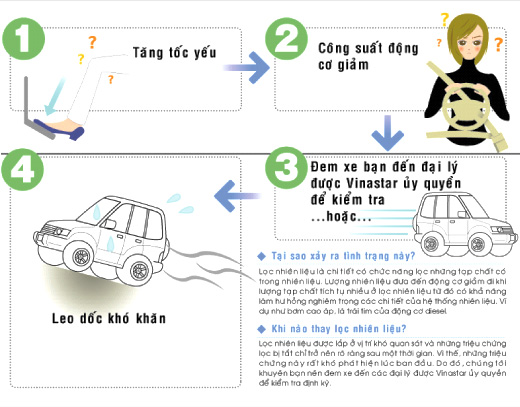 1
?
?
?
Tăng tốc yếu
2
Công suất động
cơ giảm
?
?
?
3
Đem xe bạn đến đại lý
được Vinastar ủy quyền
để kiểm tra
...hoặc...
4
Leo dốc khó khăn
Tại sao xảy ra tình trạng này?
Lọc nhiên liệu là chi tiết có chức năng lọc những tạp chất có
trong nhiên liệu. Lượng nhiên liệu đưa đến động cơ giảm đi khi
lượng tạp chất tích tụ nhiều ở lọc nhiên liệu từ đó có khả năng
làm hư hỏng nghiêm trọng các chi tiết của hệ thống nhiên liệu. Ví
dụ như bơm cao áp, là trái tim của động cơ diesel.
Khi nào thay lọc nhiên liệu?
Lọc nhiên liệu được lắp ở vị trí khó quan sát và những triệu chứng
lọc bị tắt chỉ trở nên rõ ràng sau một thời gian. Vì thế, những triệu
chứng này rất khó phát hiện lúc ban đầu. Do đó, chúng tôi
khuyên bạn nên đem xe đến các đại lý được Vinastar ủy quyền
để kiểm tra định kỳ.